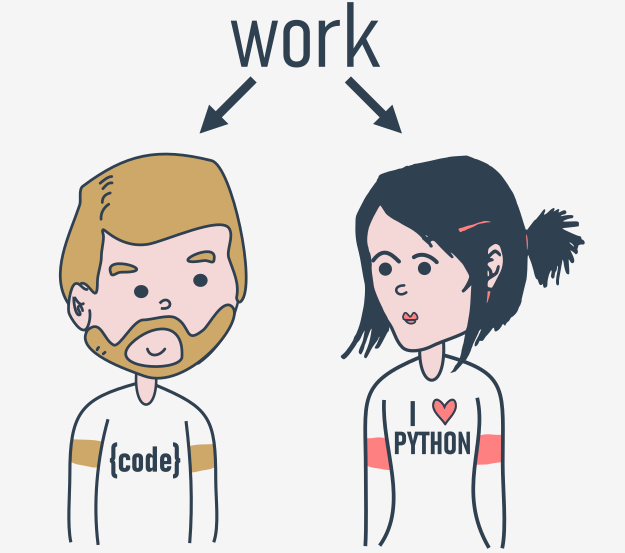 work
{code}
I ♥
PYTHON